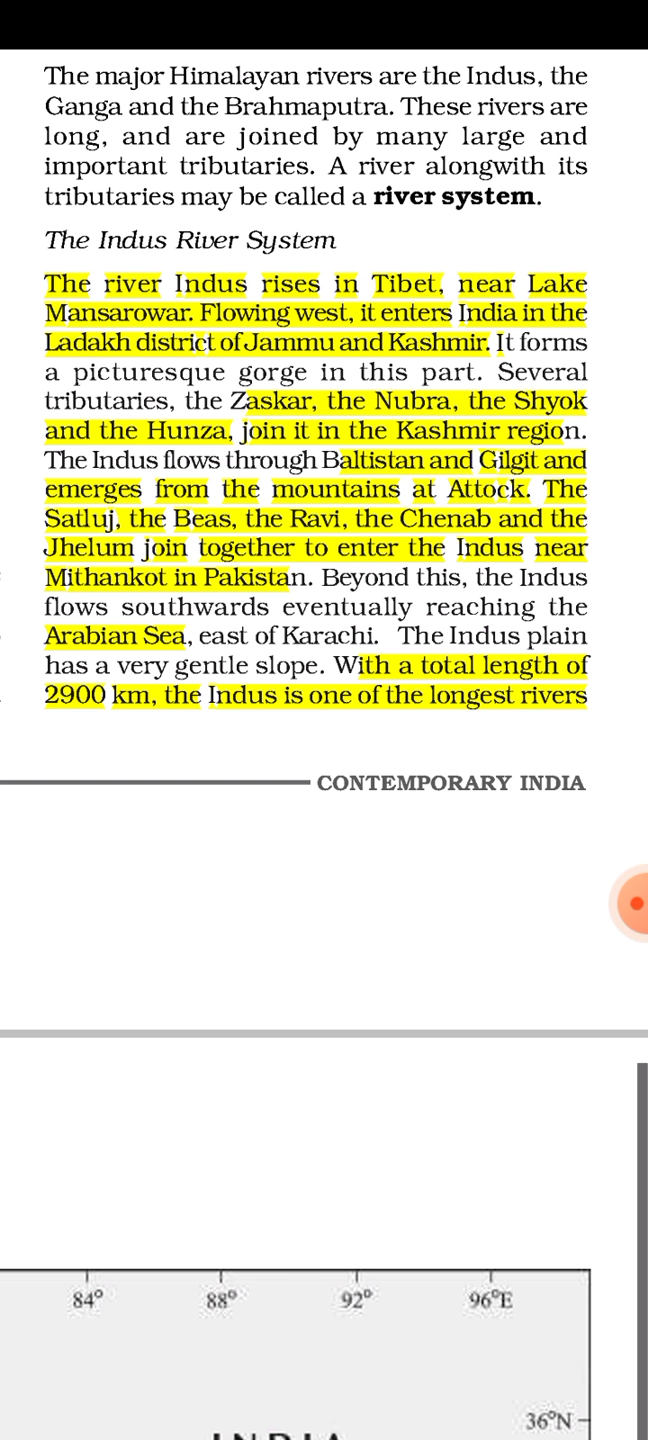 The major Himalayan rivers are the Indus, the
Ganga and the Brahmaputra. These rivers are
long, and are joined by many large and
important tributaries. A river alongwith its
tributaries may be called a river system.
The Indus River System
The river Indus rises in Tibet, near Lake
Mansarowar. Flowing west, it enters India in the
Ladakh district of Jammu and Kashmir. It forms
a picturesque gorge in this part. Several
tributaries, the Zaskar, the Nubra, the Shyok
and the Hunza, join it in the Kashmir region.
The Indus flows through Baltistan and Gilgit and
emerges from the mountains at Attock. The
Satluj, the Beas, the Ravi, the Chenab and the
Jhelum join together to enter the Indus near
Mithankot in Pakistan. Beyond this, the Indus
flows southwards eventually reaching the
Arabian Sea, east of Karachi. The Indus plain
has a very gentle slope. With a total length of
2900 km, the Indus is one of the longest rivers
CONTEMPORARY INDIA
84° 88° 92° 96°E
36°N
INDIA